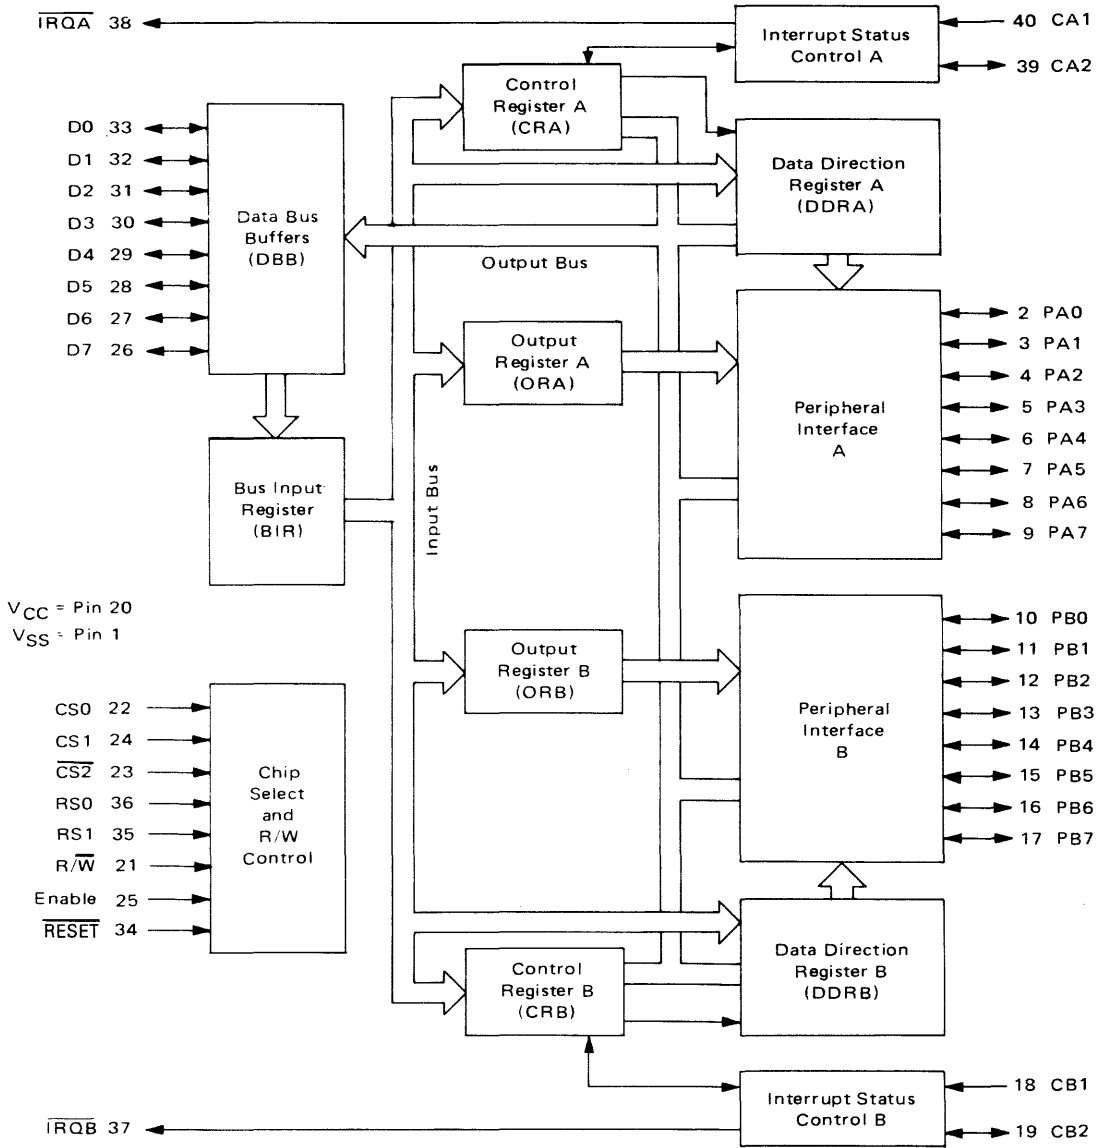 IRQA 38
Interrupt Status
Control A
40 CA1
39 CA2
Control
Register A
(CRA)
D0 33
D1 32
D2 31
D3 30
D4 29
D5 28
D6 27
D7 26
Data Bus
Buffers
(DBB)
Data Direction
Register A
(DDRA)
Output Bus
Output
Register A
(ORA)
Peripheral
Interface
A
2 PA0
3 PA1
4 PA2
5 PA3
6 PA4
7 PA5
8 PA6
9 PA7
Bus Input
Register
(BIR)
Input Bus
VCC = Pin 20
VSS = Pin 1
Output
Register B
(ORB)
Peripheral
Interface
B
10 PB0
11 PB1
12 PB2
13 PB3
14 PB4
15 PB5
16 PB6
17 PB7
CS0 22
CS1 24
CS2 23
RS0 36
RS1 35
R/W 21
Enable 25
RESET 34
Chip
Select
and
R/W
Control
Control
Register B
(CRB)
Data Direction
Register B
(DDRB)
Interrupt Status
Control B
18 CB1
19 CB2
IRQB 37